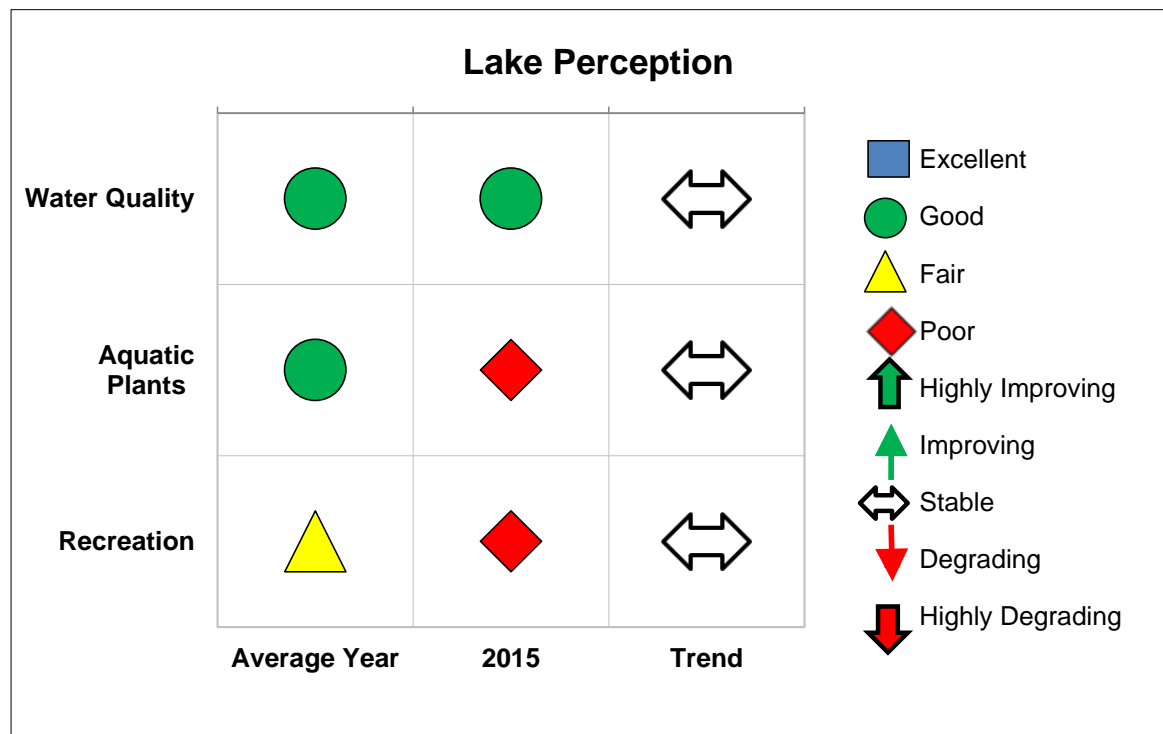 Lake Perception
Water Quality
Aquatic
Plants
Recreation
Average Year
2015
Trend
Excellent
Good
Fair
Poor
Highly Improving
Improving
Stable
Degrading
Highly Degrading